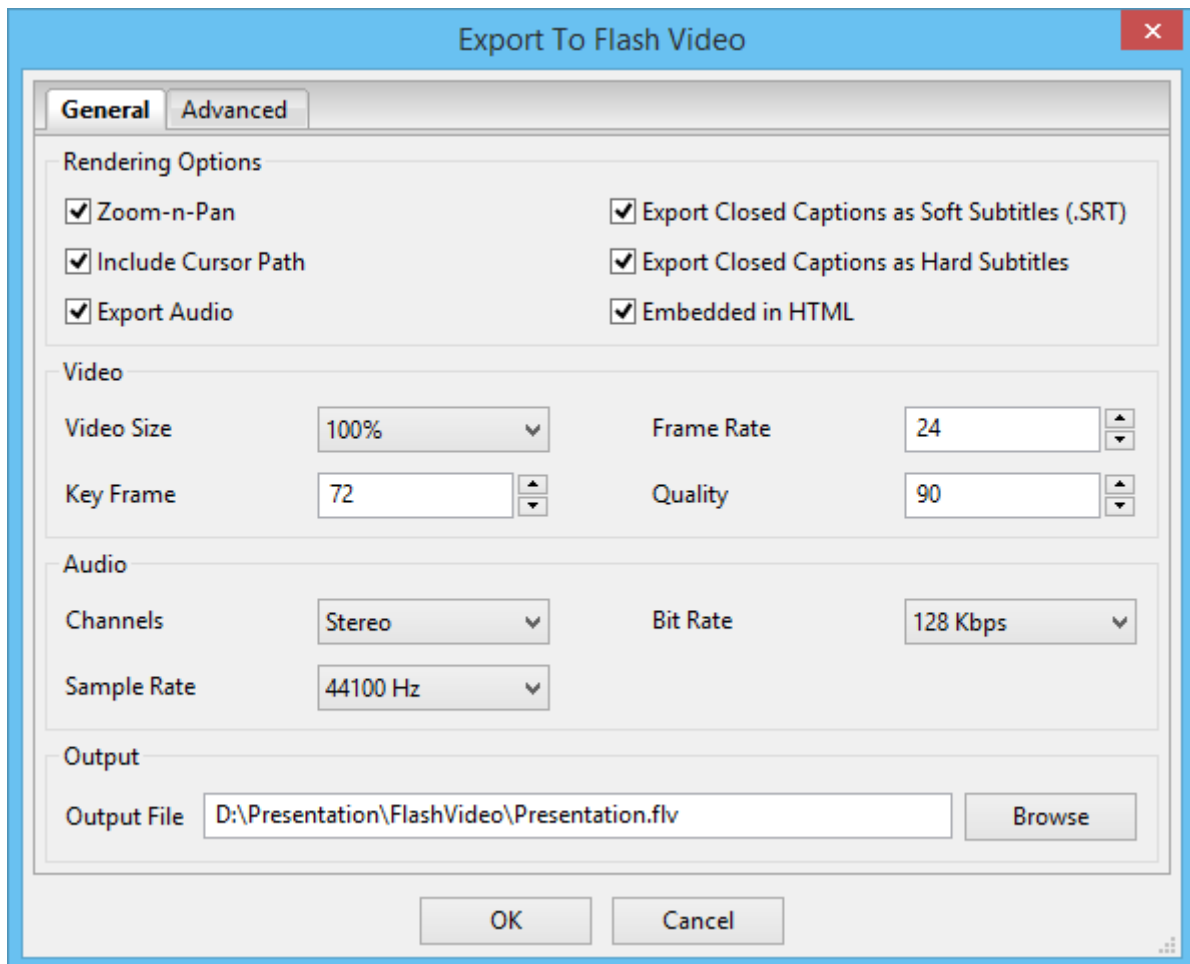 Export To Flash Video
General Advanced
Rendering Options
Zoom-n-Pan Export Closed Captions as Soft Subtitles (.SRT)
Include Cursor Path Export Closed Captions as Hard Subtitles
Export Audio Embedded in HTML
Video
Video Size 100% Frame Rate 24
Key Frame 72 Quality 90
Audio
Channels Stereo Bit Rate 128 Kbps
Sample Rate 44100 Hz
Output
Output File D:\Presentation\FlashVideo\Presentation.flv Browse
OK Cancel